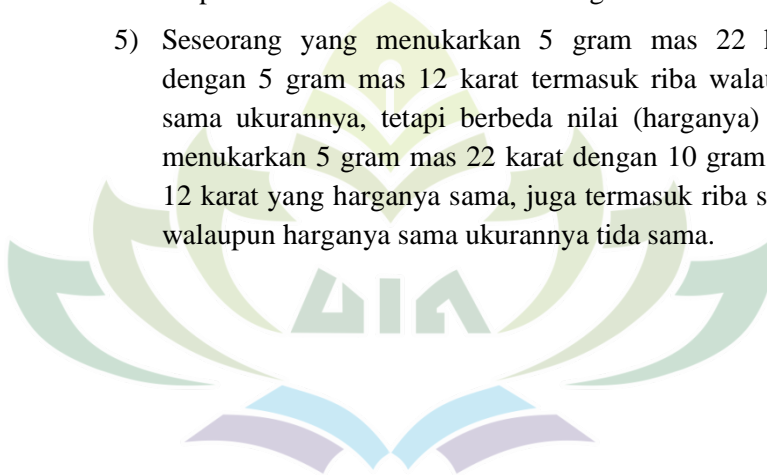 5) Seseorang yang menukarkan 5 gram mas 22
dengan 5 gram mas 12 karat termasuk riba
sama ukurannya, tetapi berbeda nilai (harganya)
menukarkan 5 gram mas 22 karat dengan 10 gram
12 karat yang harganya sama, juga termasuk riba
walaupun harganya sama ukurannya tida sama.
UIN